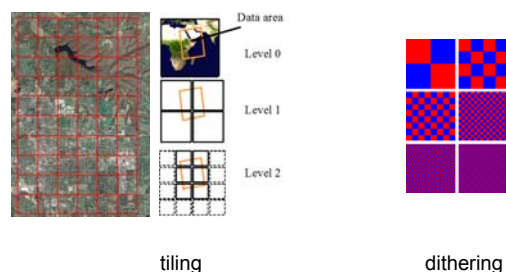 Data area
Level 0
Level 1
Level 2
tiling
dithering